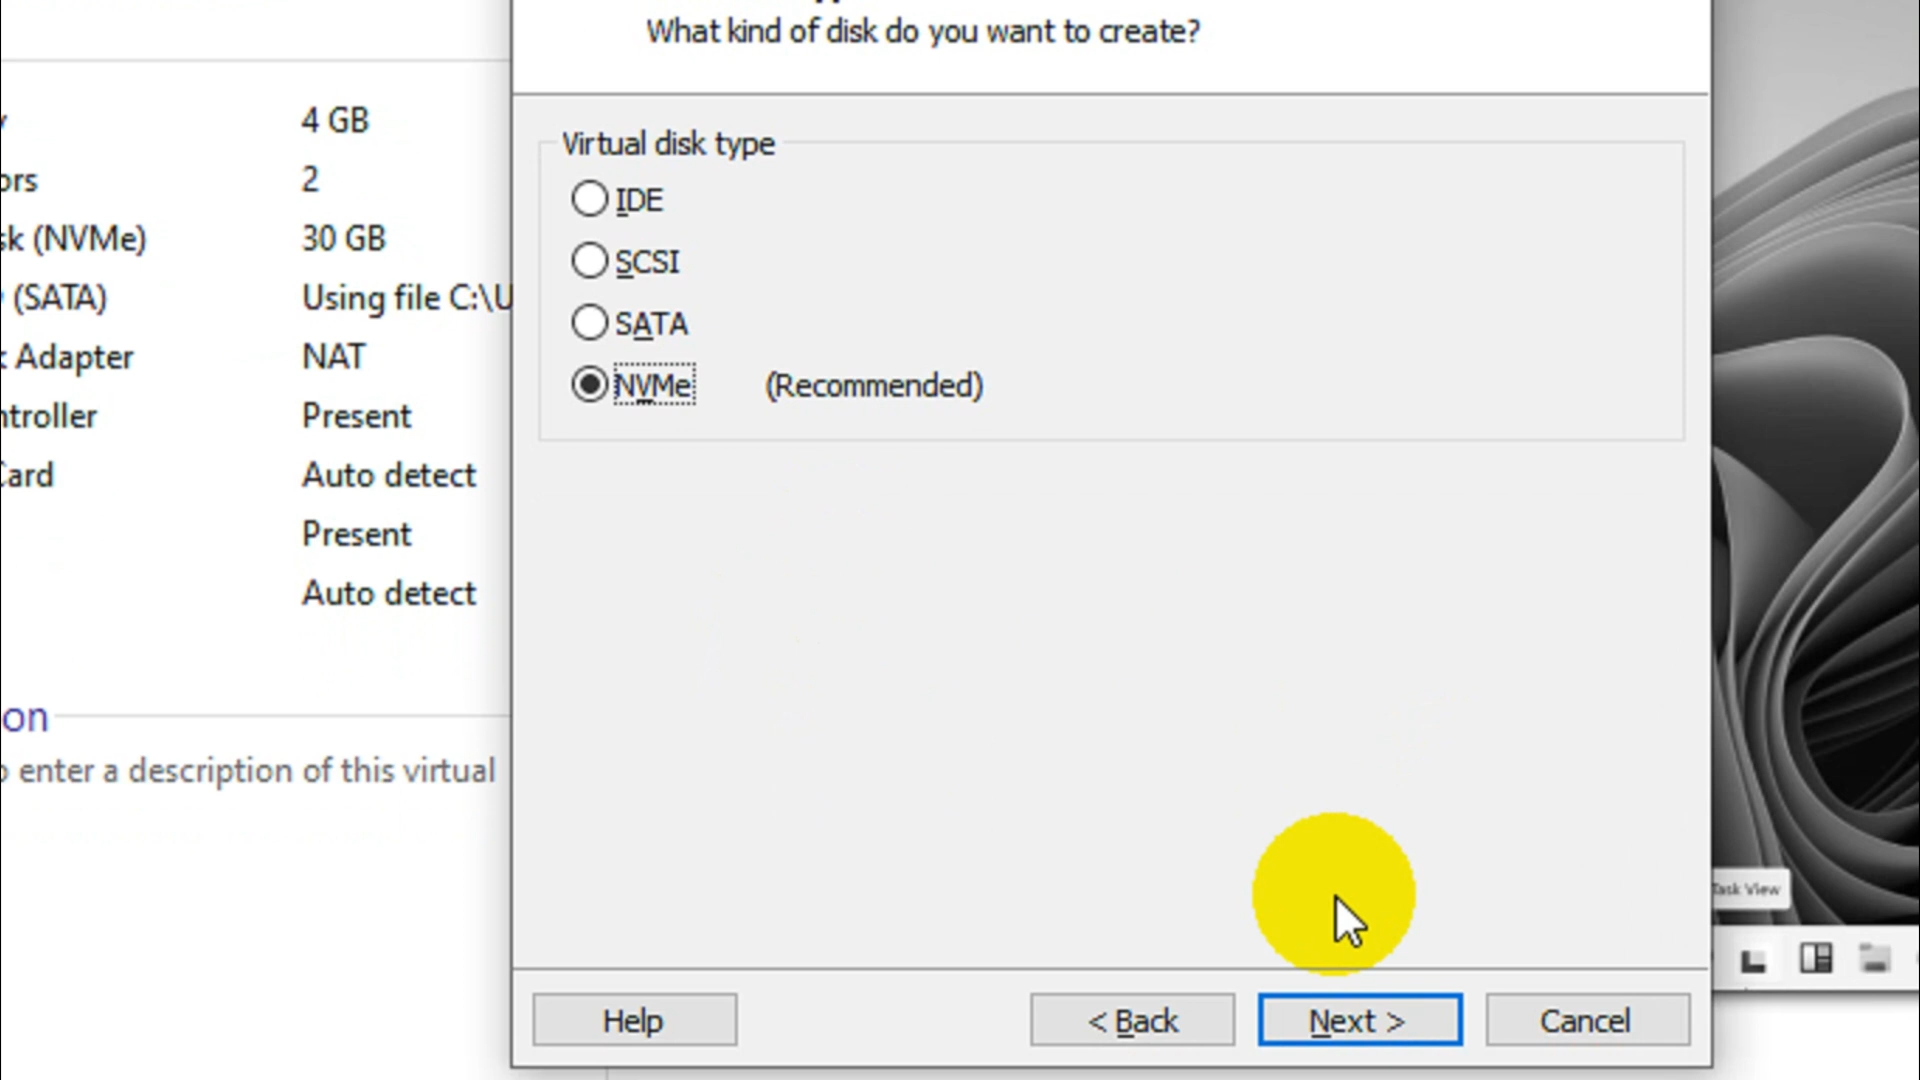 What kind of disk do you want to create?
4 GB
ors 2
sk (NVMe) 30 GB
(SATA) Using file C:\U
Adapter NAT
ntroller Present
Card Auto detect
Present
Auto detect
on
o enter a description of this virtual
Virtual disk type
IDE
SCSI
SATA
NVMe (Recommended)
Task View
Help
< Back
Next >
Cancel